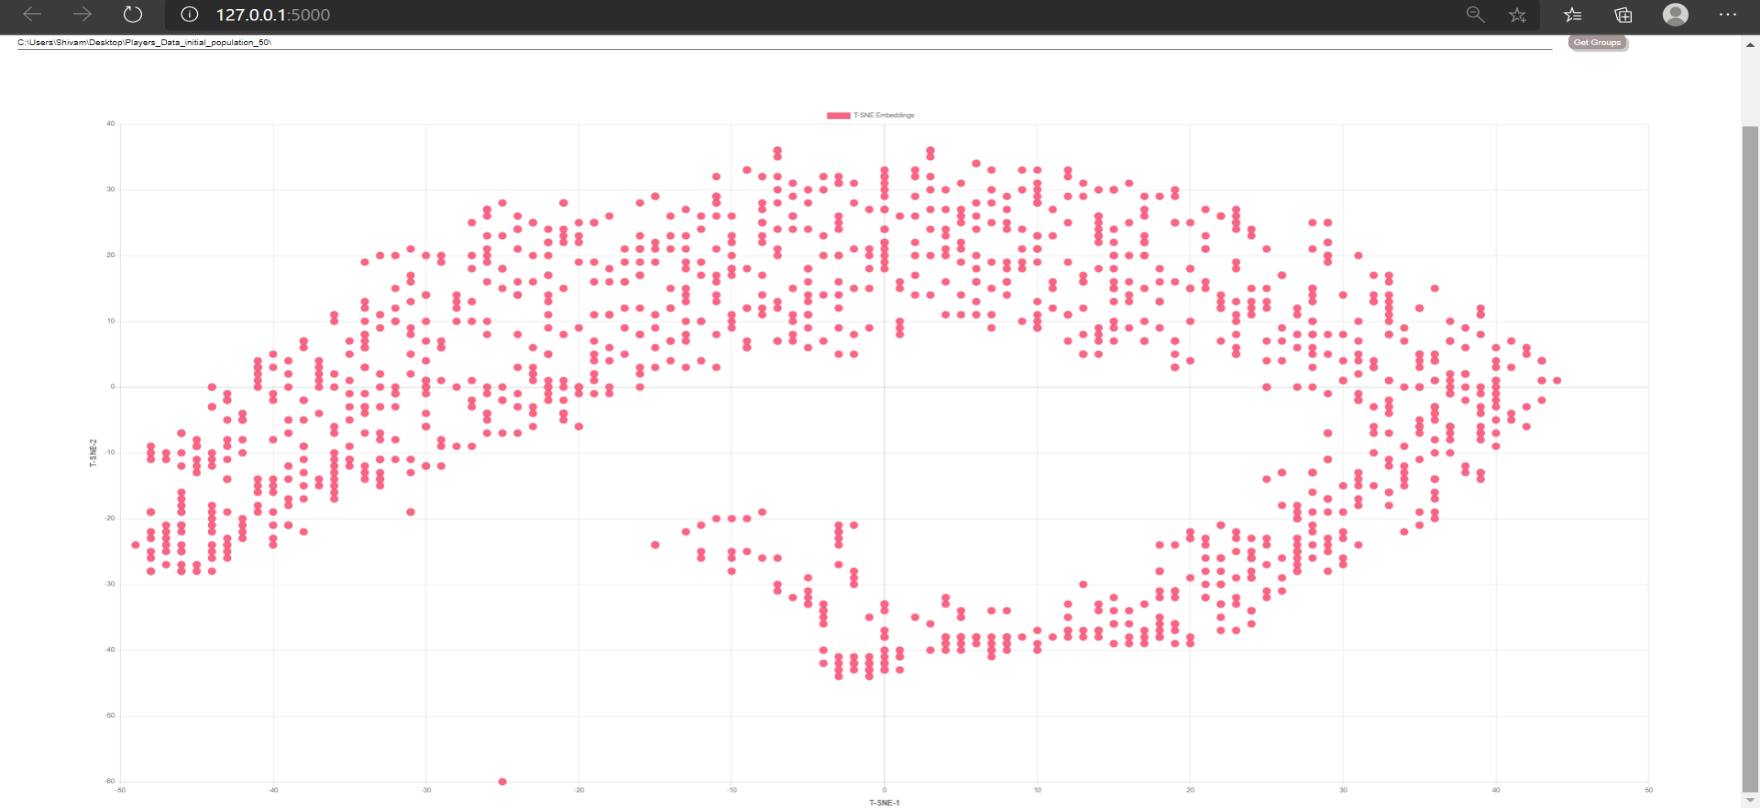 127.0.0.1:5000
C:\Users\Shivam\Desktop\Players_Data_initial_population_50\
Get Groups
T-SNE Embeddings
40
30
20
10
0
-10
-20
-30
-40
-50
-60
T-SNE-2
-50 -40 -30 -20 -10 0 10 20 30 40 50
T-SNE-1